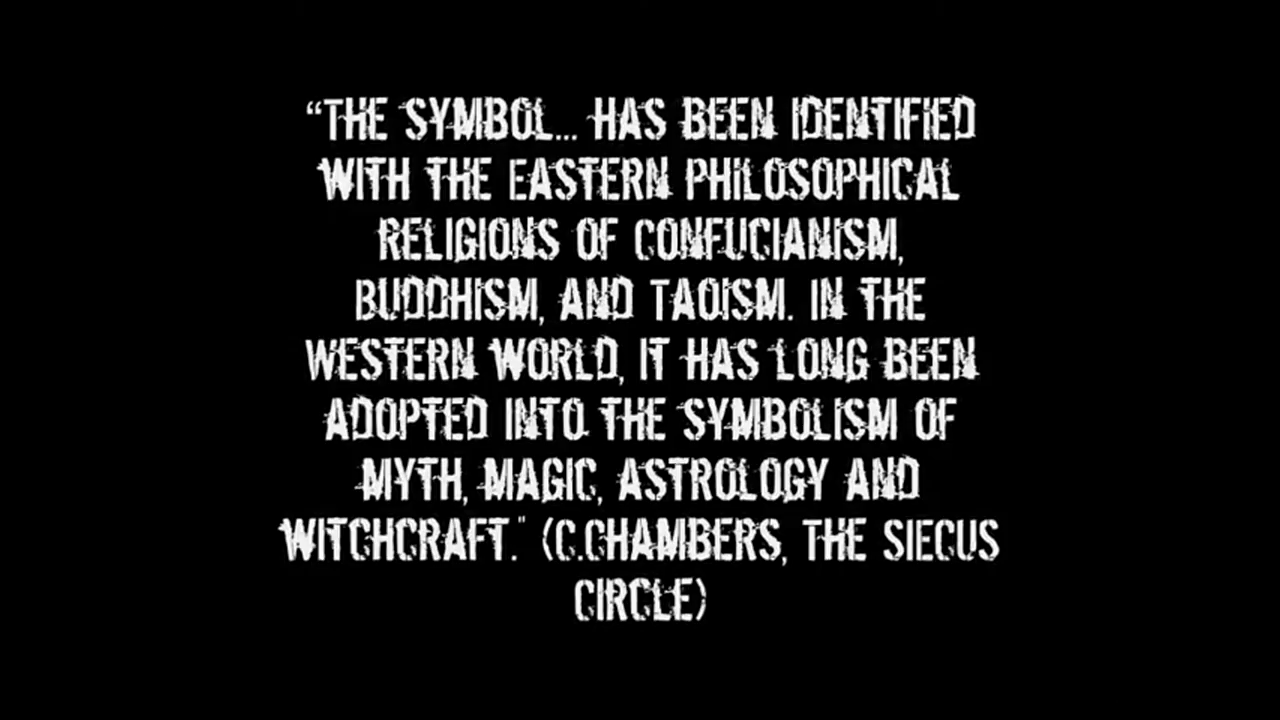 “THE SYMBOL... HAS BEEN IDENTIFIED
WITH THE EASTERN PHILOSOPHICAL
RELIGIONS OF CONFUCIANISM,
BUDDHISM, AND TAOISM. IN THE
WESTERN WORLD, IT HAS LONG BEEN
ADOPTED INTO THE SYMBOLISM OF
MYTH, MAGIC, ASTROLOGY AND
WITCHCRAFT." (C.CHAMBERS, THE SIECUS
CIRCLE)